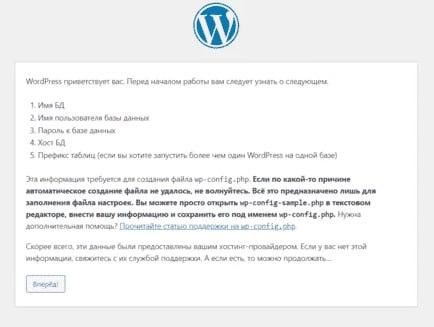 WordPress приветствует вас. Перед началом работы вам следует узнать о следующем.
1. Имя БД
2. Имя пользователя базы данных
3. Пароль к базе данных
4. Хост БД
5. Префикс таблиц (если вы хотите запустить более чем один WordPress на одной базе)
Эта информация требуется для создания файла wp-config.php. Если по какой-то причине
автоматическое создание файла не удалось, не волнуйтесь. Всё это предназначено лишь для
заполнения файла настроек. Вы можете просто открыть wp-config-sample.php в текстовом
редакторе, внести вашу информацию и сохранить его под именем wp-config.php. Нужна
дополнительная помощь? Прочитайте статью поддержки на wp-config.php.
Скорее всего, эти данные были предоставлены вашим хостинг-провайдером. Если у вас нет этой
информации, свяжитесь с их службой поддержки. А если есть, то можно продолжать…
Вперёд!